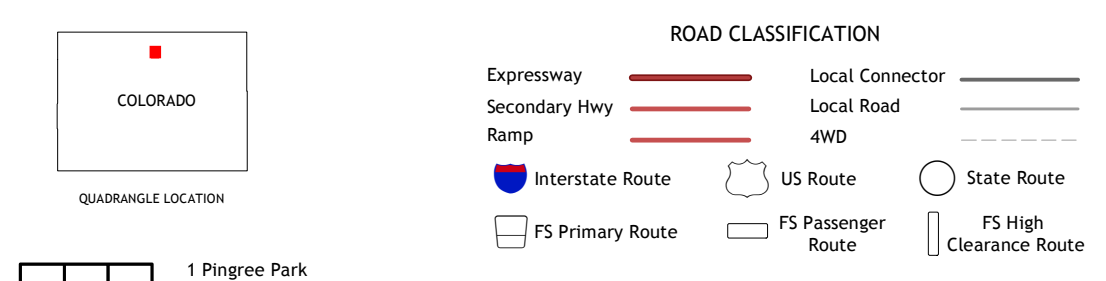 COLORADO
QUADRANGLE LOCATION
1 Pingree Park
ROAD CLASSIFICATION
Expressway
Local Connector
Secondary Hwy
Local Road
Ramp
4WD
Interstate Route
US Route
State Route
FS Primary Route
FS Passenger
Route
FS High
Clearance Route